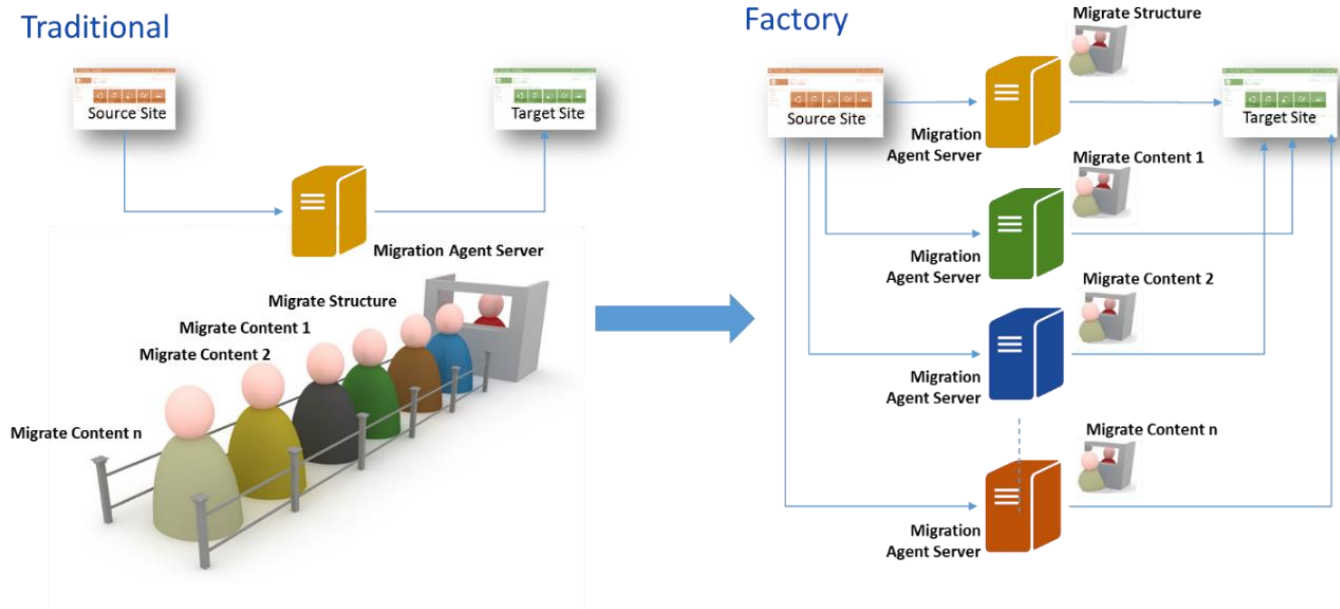 Traditional
Source Site
Target Site
Migration Agent Server
Migrate Structure
Migrate Content 1
Migrate Content 2
Migrate Content n
Factory
Migrate Structure
Source Site
Target Site
Migration
Agent Server
Migrate Content 1
Migration
Agent Server
Migrate Content 2
Migration
Agent Server
Migrate Content n
Migration
Agent Server